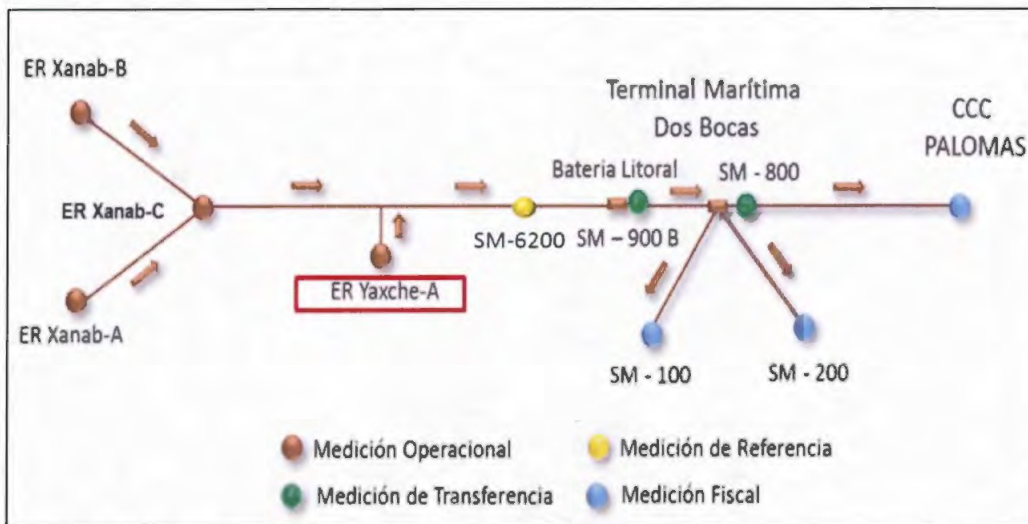 ER Xanab-B
Terminal Marítima
Dos Bocas
CCC
PALOMAS
Bateria Litoral
SM - 800
ER Xanab-C
SM-6200
SM – 900 B
ER Yaxche-A
ER Xanab-A
SM - 100
SM - 200
Medición Operacional
Medición de Referencia
Medición de Transferencia
Medición Fiscal